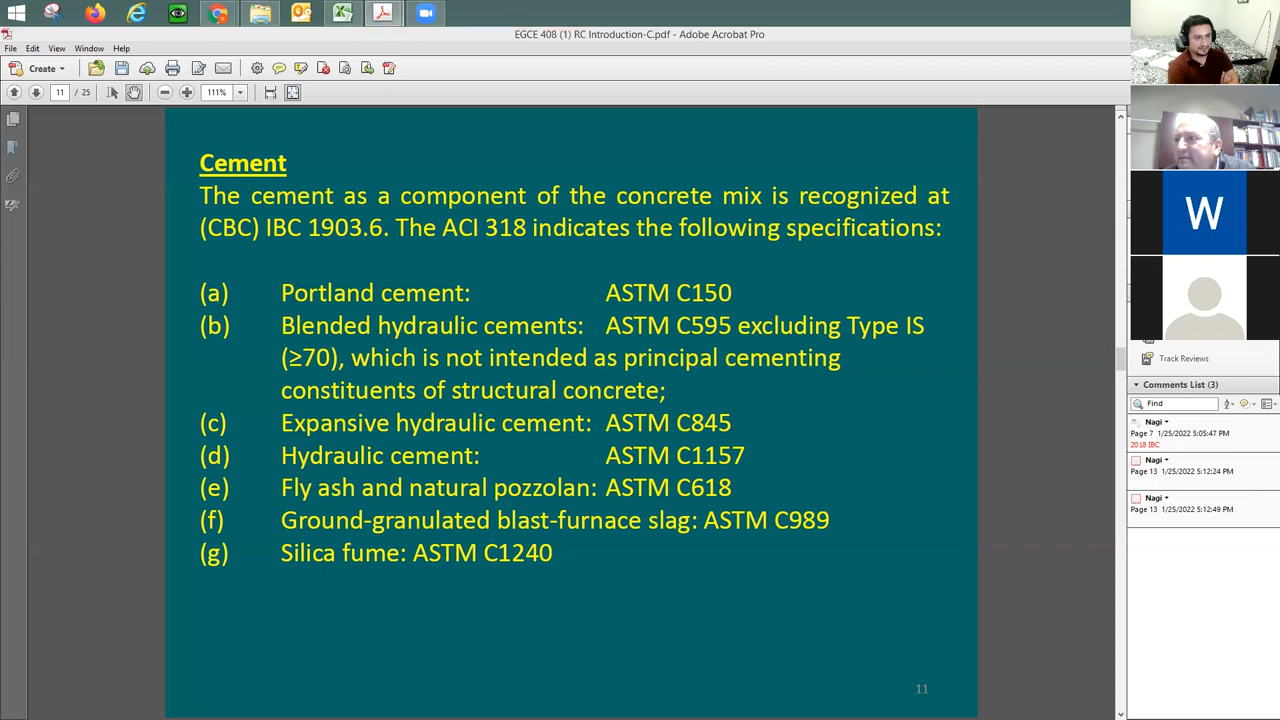 EGCE 408 (1) RC Introduction-C.pdf - Adobe Acrobat Pro
File Edit View Window Help
Create
11 / 25 111%
Cement
The cement as a component of the concrete mix is recognized at
(CBC) IBC 1903.6. The ACI 318 indicates the following specifications:
(a) Portland cement: ASTM C150
(b) Blended hydraulic cements: ASTM C595 excluding Type IS
(≥70), which is not intended as principal cementing
constituents of structural concrete;
(c) Expansive hydraulic cement: ASTM C845
(d) Hydraulic cement: ASTM C1157
(e) Fly ash and natural pozzolan: ASTM C618
(f) Ground-granulated blast-furnace slag: ASTM C989
(g) Silica fume: ASTM C1240
11
W
Track Reviews
Comments List (3)
Find
Nagi
Page 7 1/25/2022 5:05:47 PM
2018 IBC
Nagi
Page 13 1/25/2022 5:12:24 PM
Nagi
Page 13 1/25/2022 5:12:49 PM